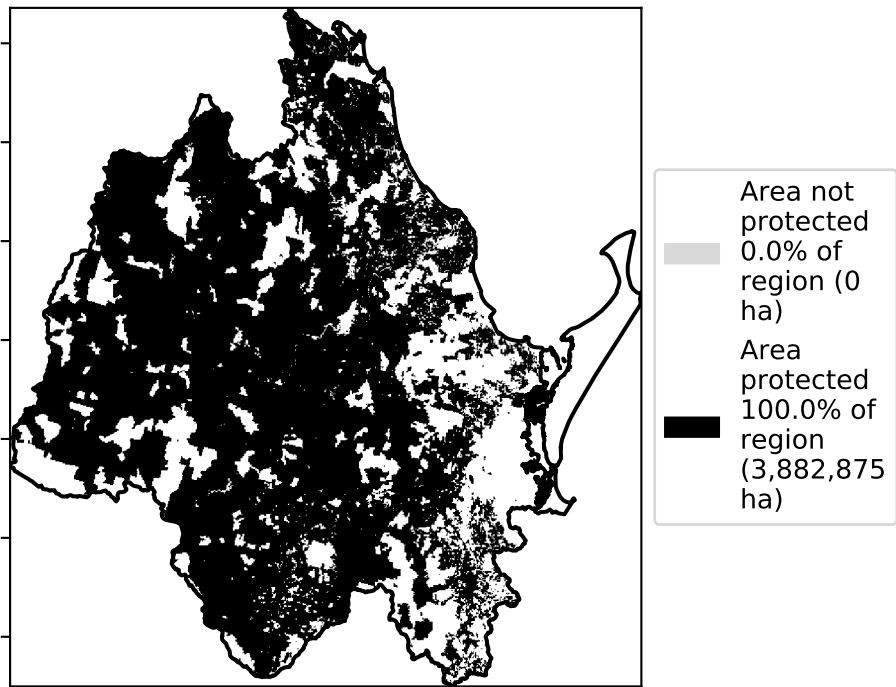 Area not
protected
0.0% of
region (0
ha)
Area
protected
100.0% of
region
(3,882,875
ha)